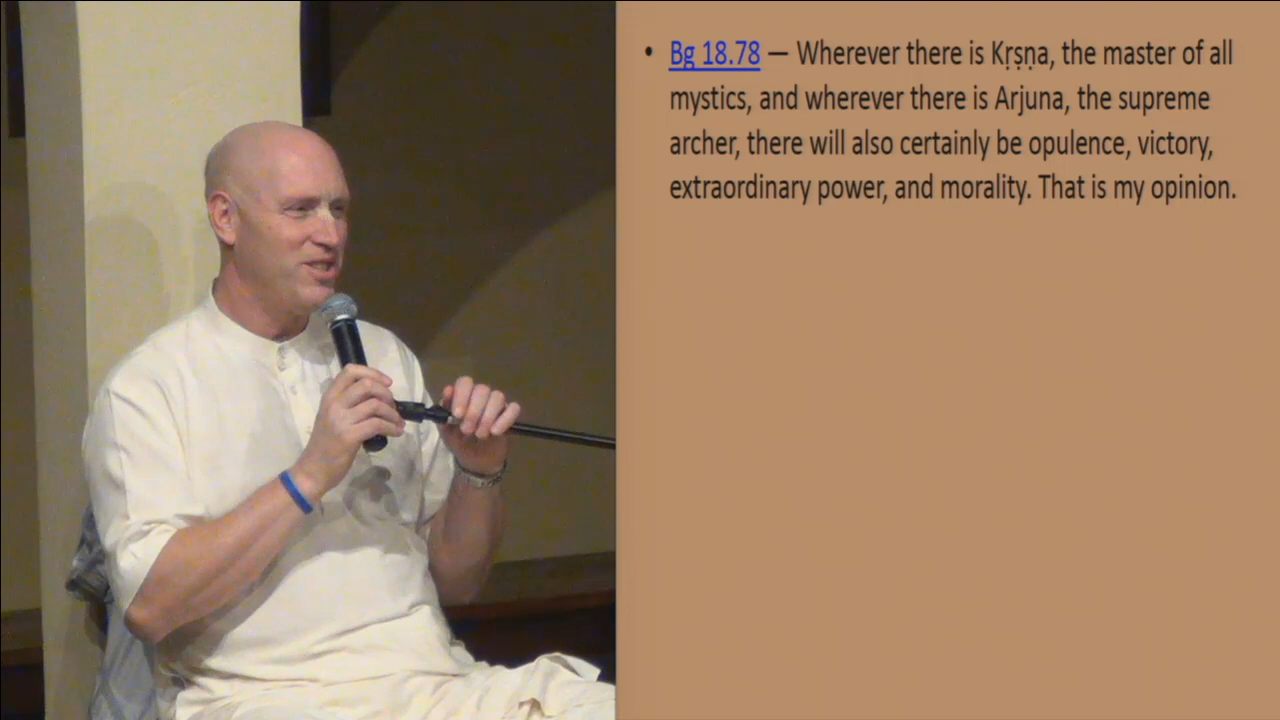 • Bg 18.78 — Wherever there is Kṛṣṇa, the master of all
mystics, and wherever there is Arjuna, the supreme
archer, there will also certainly be opulence, victory,
extraordinary power, and morality. That is my opinion.